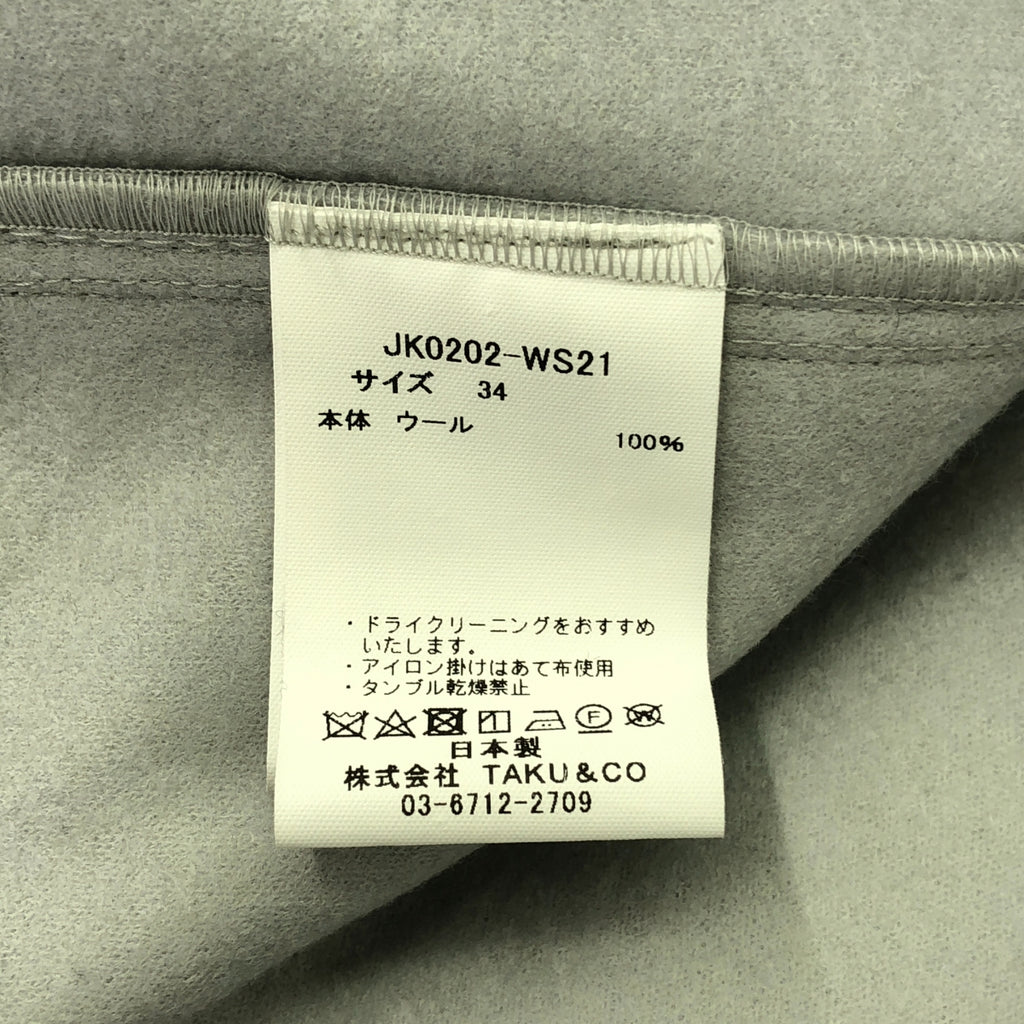 JK0202-WS21
サイズ 34
本体 ウール 100%
・ドライクリーニングをおすすめ
いたします。
・アイロン掛けはあて布使用
・タンブル乾燥禁止
F W
日本製
株式会社 TAKU&CO
03-6712-2709